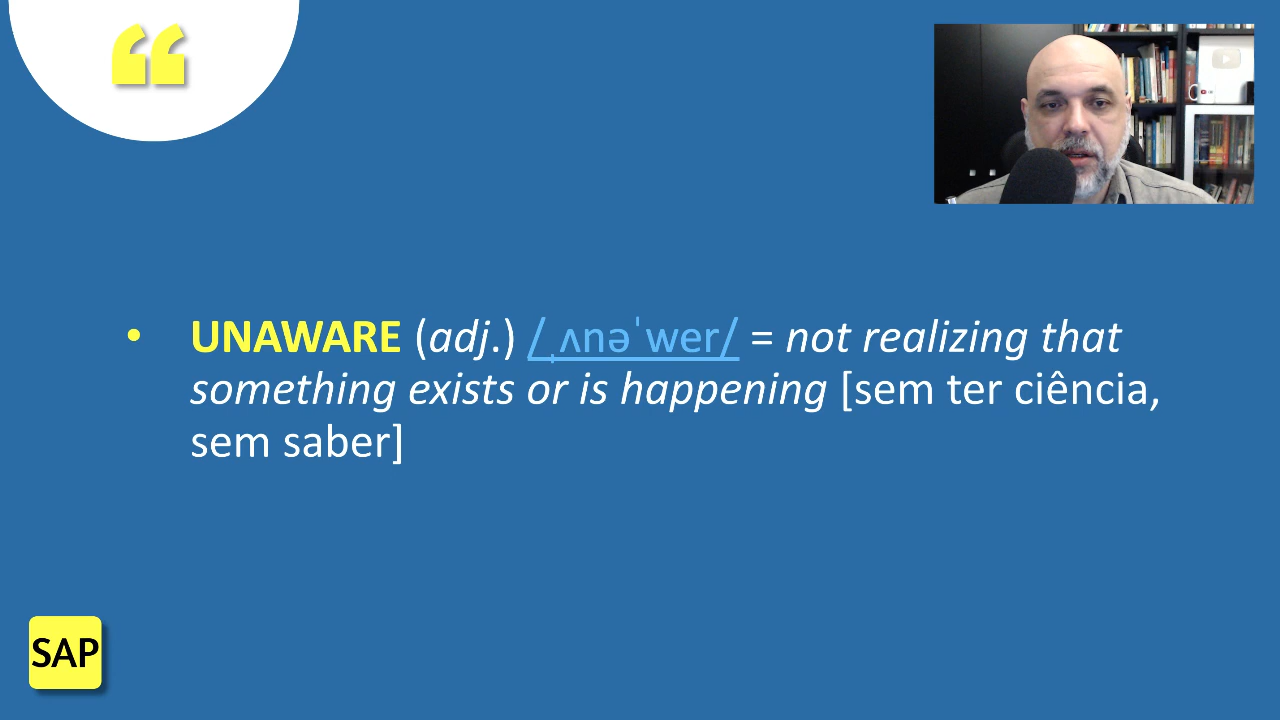 “
• UNAWARE (adj.) /ˌʌnəˈwer/ = not realizing that
something exists or is happening [sem ter ciência,
sem saber]
SAP